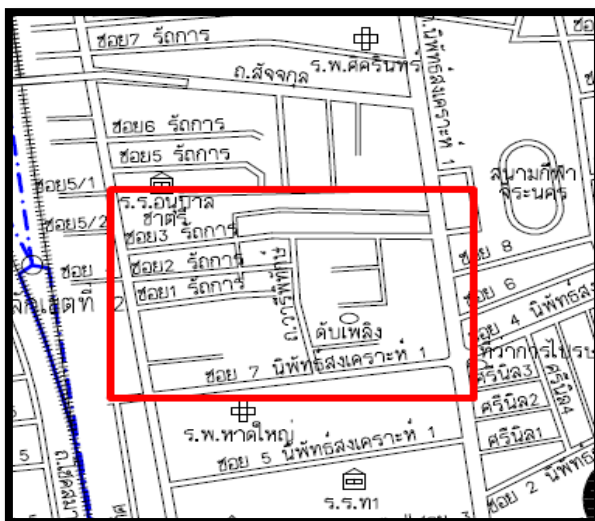 ซอย7 รัถการ
ร.พ.ศิครินทร์
ถ.สัจจกุล
ถ.นิพัทธ์สงเคราะห์ 1
ซอย6 รัถการ
ซอย5 รัถการ
สนามกีฬา
จิระนคร
ซอย5/1
ร.ร.อนุบาล
ชาตรี
ซอย5/2
ซอย3 รัถการ
ซอย 8
ซอย
ซอย2 รัถการ
ซอย1 รัถการ
ซอย 6
2
ดับเพลิง
ซอย 4 นิพัทธ์ส
ที่ว่าการไปรษ
ซอย 7 นิพัทธ์สงเคราะห์ 1
ศรีนิล3
ศรีนิล4
ศรีนิล2
ร.พ.หาดใหญ่
ซอย 5 นิพัทธ์สงเคราะห์ 1
ศรีนิล1
5
ร.ร.ท1
ซอย 2 นิพัทธ